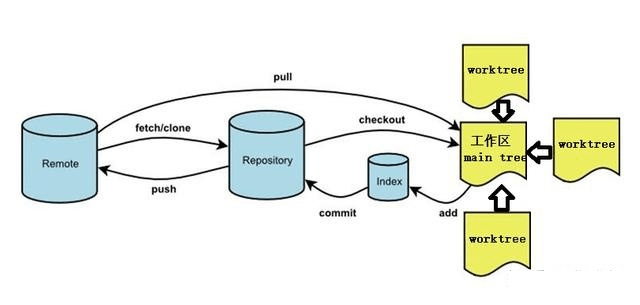 worktree
pull
fetch/clone
checkout
工作区
main tree
worktree
Remote
Repository
Index
push
commit
add
worktree